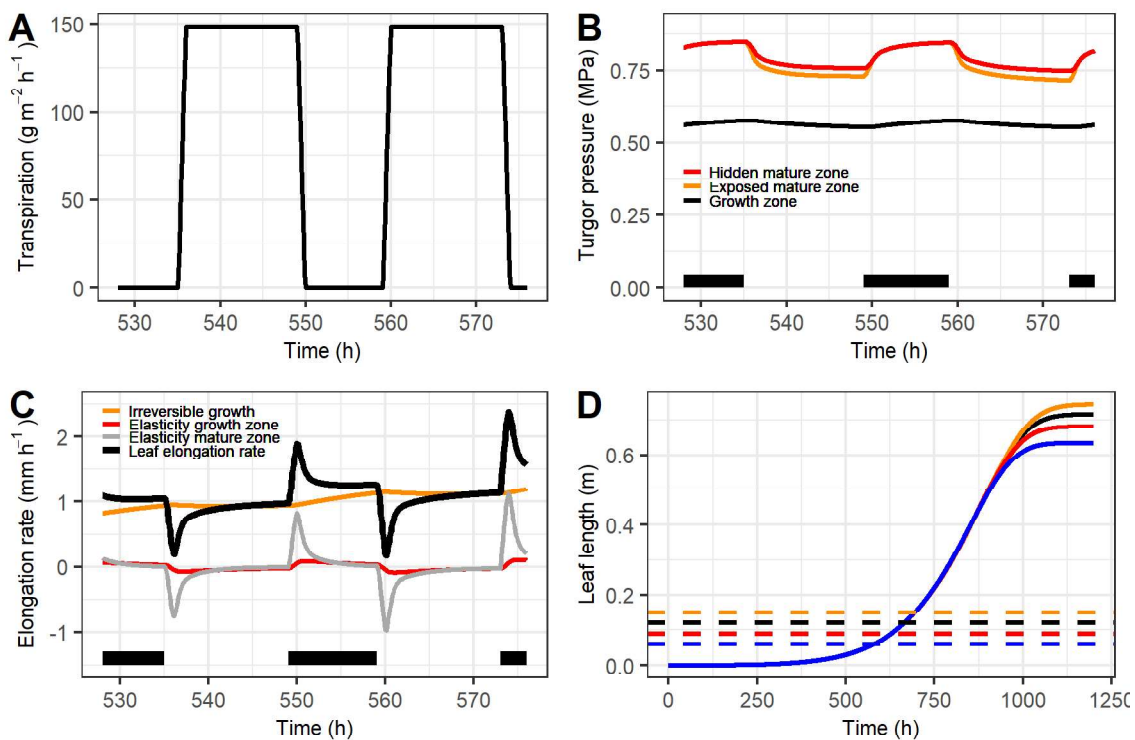 A
Transpiration (g m⁻² h⁻¹)
150
100
50
0
530 540 550 560 570
Time (h)
B
Turgor pressure (MPa)
0.75
0.50
0.25
0.00
Hidden mature zone
Exposed mature zone
Growth zone
530 540 550 560 570
Time (h)
C
Elongation rate (mm h⁻¹)
2
1
0
-1
Irreversible growth
Elasticity growth zone
Elasticity mature zone
Leaf elongation rate
530 540 550 560 570
Time (h)
D
Leaf length (m)
0.6
0.4
0.2
0.0
0 250 500 750 1000 1250
Time (h)